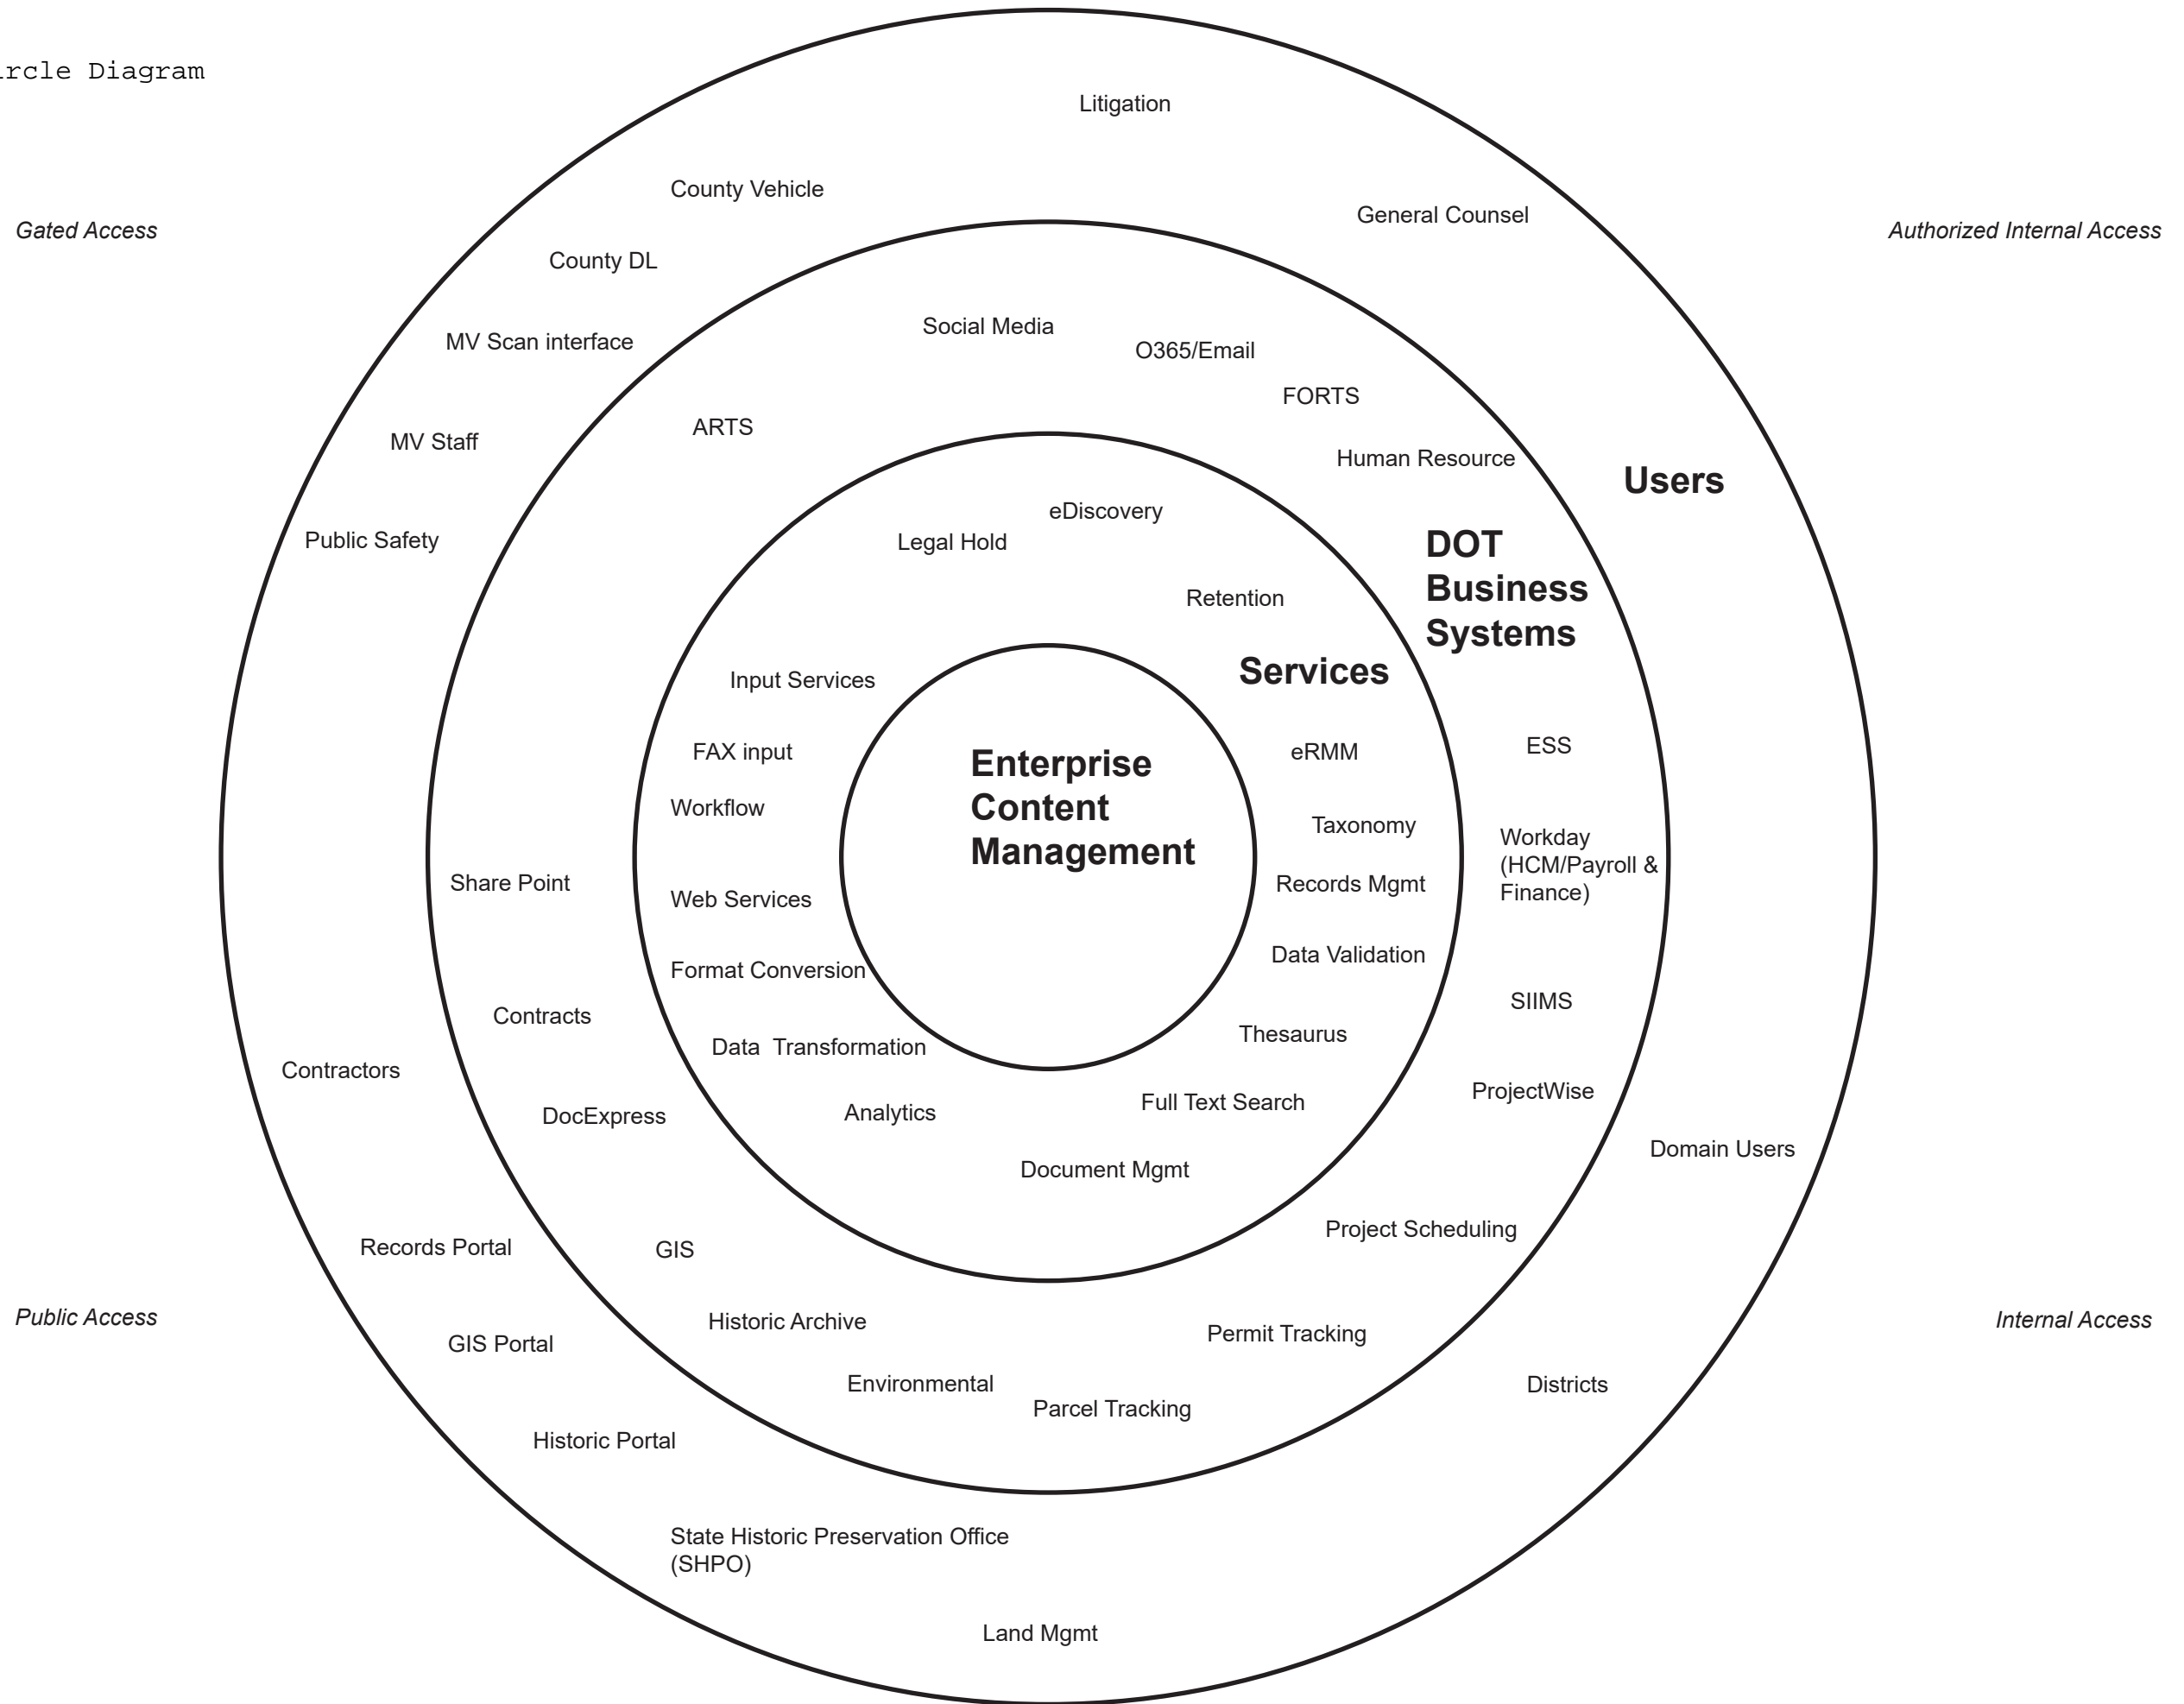 rcle Diagram
Litigation
County Vehicle
General Counsel
Gated Access
Authorized Internal Access
County DL
Social Media
MV Scan interface
O365/Email
FORTS
ARTS
MV Staff
Human Resource
Users
eDiscovery
Public Safety
Legal Hold
DOT
Business
Systems
Retention
Services
Input Services
ESS
FAX input
eRMM
Enterprise
Content
Management
Workflow
Taxonomy
Workday
(HCM/Payroll &
Finance)
Share Point
Records Mgmt
Web Services
Data Validation
Format Conversion
SIIMS
Contracts
Thesaurus
Data  Transformation
Contractors
ProjectWise
Full Text Search
Analytics
DocExpress
Domain Users
Document Mgmt
Project Scheduling
Records Portal
GIS
Public Access
Internal Access
Historic Archive
Permit Tracking
GIS Portal
Environmental
Districts
Parcel Tracking
Historic Portal
State Historic Preservation Office
(SHPO)
Land Mgmt